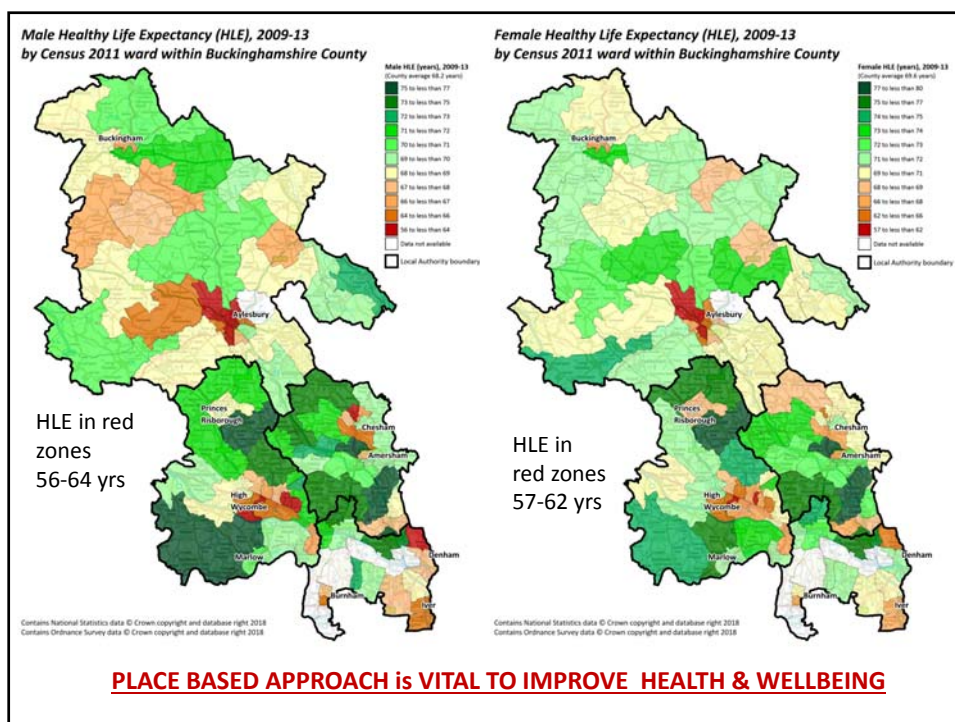 Male Healthy Life Expectancy (HLE), 2009-13
by Census 2011 ward within Buckinghamshire County
Male HLE (years), 2009-13
(County average 68.2 years)
75 to less than 77
73 to less than 75
72 to less than 73
71 to less than 72
70 to less than 71
69 to less than 70
68 to less than 69
67 to less than 68
66 to less than 67
64 to less than 66
56 to less than 64
Data not available
Local Authority boundary
Buckingham
Aylesbury
Princes
Risborough
Chesham
Amersham
High
Wycombe
Marlow
Denham
Burnham
Iver
HLE in red
zones
56-64 yrs
Contains National Statistics data © Crown copyright and database right 2018
Contains Ordnance Survey data © Crown copyright and database right 2018
Female Healthy Life Expectancy (HLE), 2009-13
by Census 2011 ward within Buckinghamshire County
Female HLE (years), 2009-13
(County average 69.6 years)
77 to less than 80
75 to less than 77
74 to less than 75
73 to less than 74
72 to less than 73
71 to less than 72
69 to less than 71
68 to less than 69
66 to less than 68
62 to less than 66
57 to less than 62
Data not available
Local Authority boundary
Buckingham
Aylesbury
Princes
Risborough
Chesham
Amersham
High
Wycombe
Marlow
Denham
Burnham
Iver
HLE in
red zones
57-62 yrs
Contains National Statistics data © Crown copyright and database right 2018
Contains Ordnance Survey data © Crown copyright and database right 2018
PLACE BASED APPROACH is VITAL TO IMPROVE HEALTH & WELLBEING